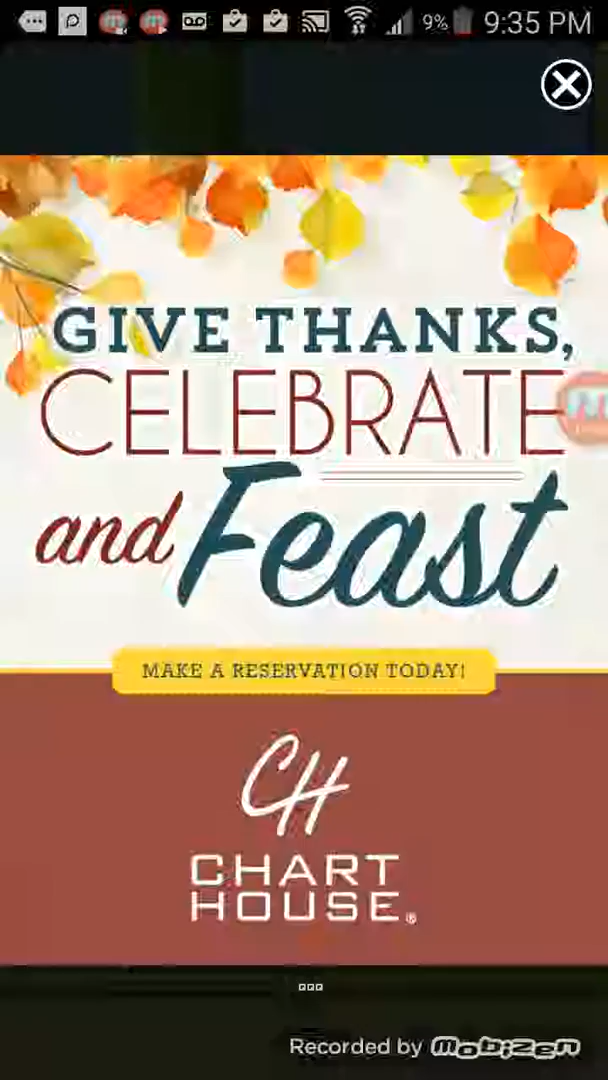 9% 9:35 PM
GIVE THANKS,
CELEBRATE
and Feast
MAKE A RESERVATION TODAY!
CH
CHART
HOUSE®
Recorded by mobizen